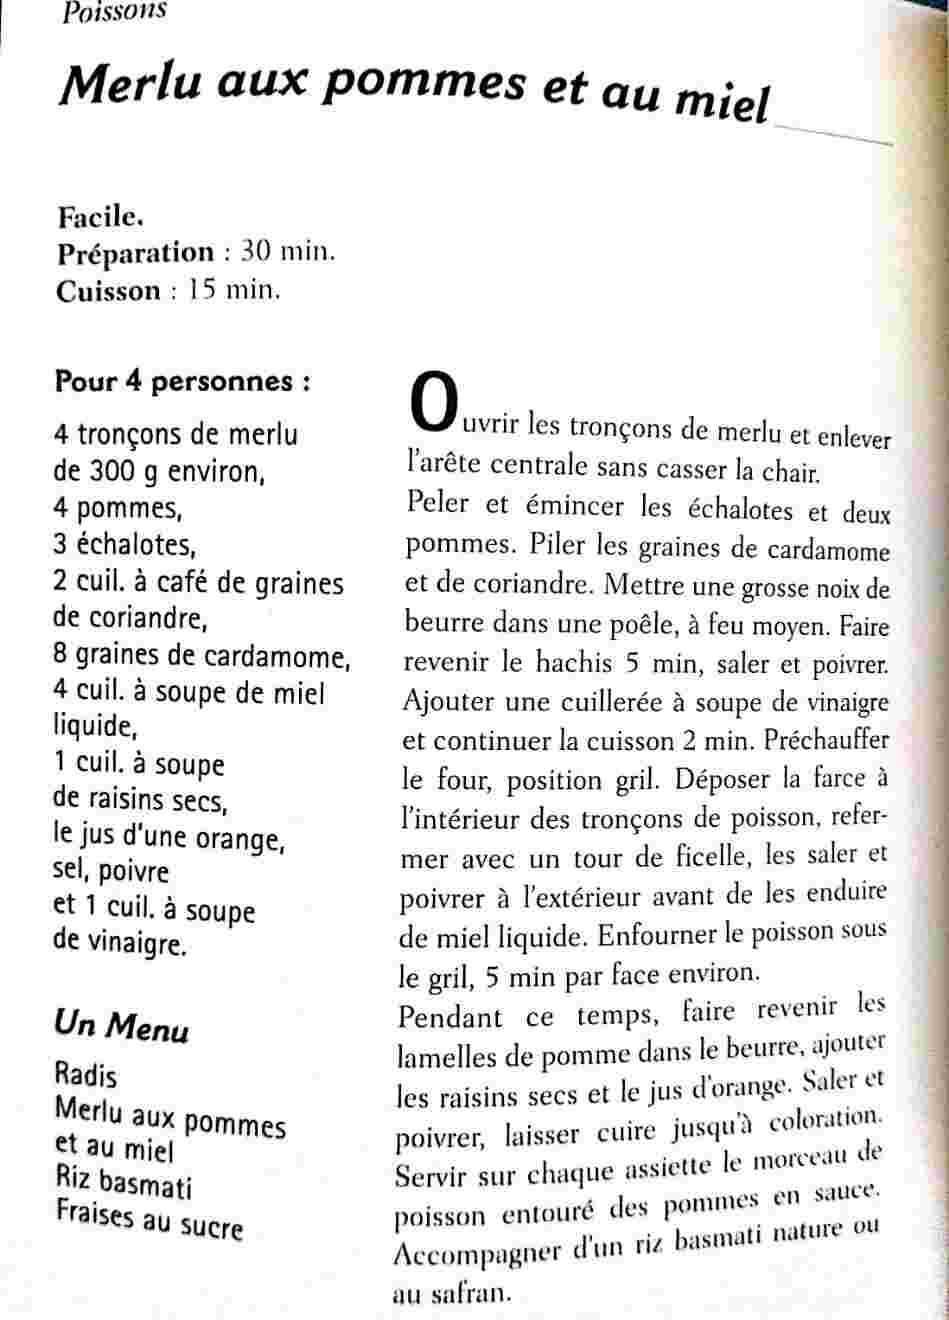 Poissons
Merlu aux pommes et au miel
Facile.
Préparation : 30 min.
Cuisson : 15 min.
Pour 4 personnes :
4 tronçons de merlu
de 300 g environ,
4 pommes,
3 échalotes,
2 cuil. à café de graines
de coriandre,
8 graines de cardamome,
4 cuil. à soupe de miel
liquide,
1 cuil. à soupe
de raisins secs,
le jus d'une orange,
sel, poivre
et 1 cuil. à soupe
de vinaigre.
Un Menu
Radis
Merlu aux pommes
et au miel
Riz basmati
Fraises au sucre
Ouvrir les tronçons de merlu et enlever
l'arête centrale sans casser la chair.
Peler et émincer les échalotes et deux
pommes. Piler les graines de cardamome
et de coriandre. Mettre une grosse noix de
beurre dans une poêle, à feu moyen. Faire
revenir le hachis 5 min, saler et poivrer.
Ajouter une cuillerée à soupe de vinaigre
et continuer la cuisson 2 min. Préchauffer
le four, position gril. Déposer la farce à
l'intérieur des tronçons de poisson, refer-
mer avec un tour de ficelle, les saler et
poivrer à l'extérieur avant de les enduire
de miel liquide. Enfourner le poisson sous
le gril, 5 min par face environ.
Pendant ce temps, faire revenir les
lamelles de pomme dans le beurre, ajouter
les raisins secs et le jus d'orange. Saler et
poivrer, laisser cuire jusqu'à coloration.
Servir sur chaque assiette le morceau de
poisson entouré des pommes en sauce.
Accompagner d'un riz basmati nature ou
au safran.